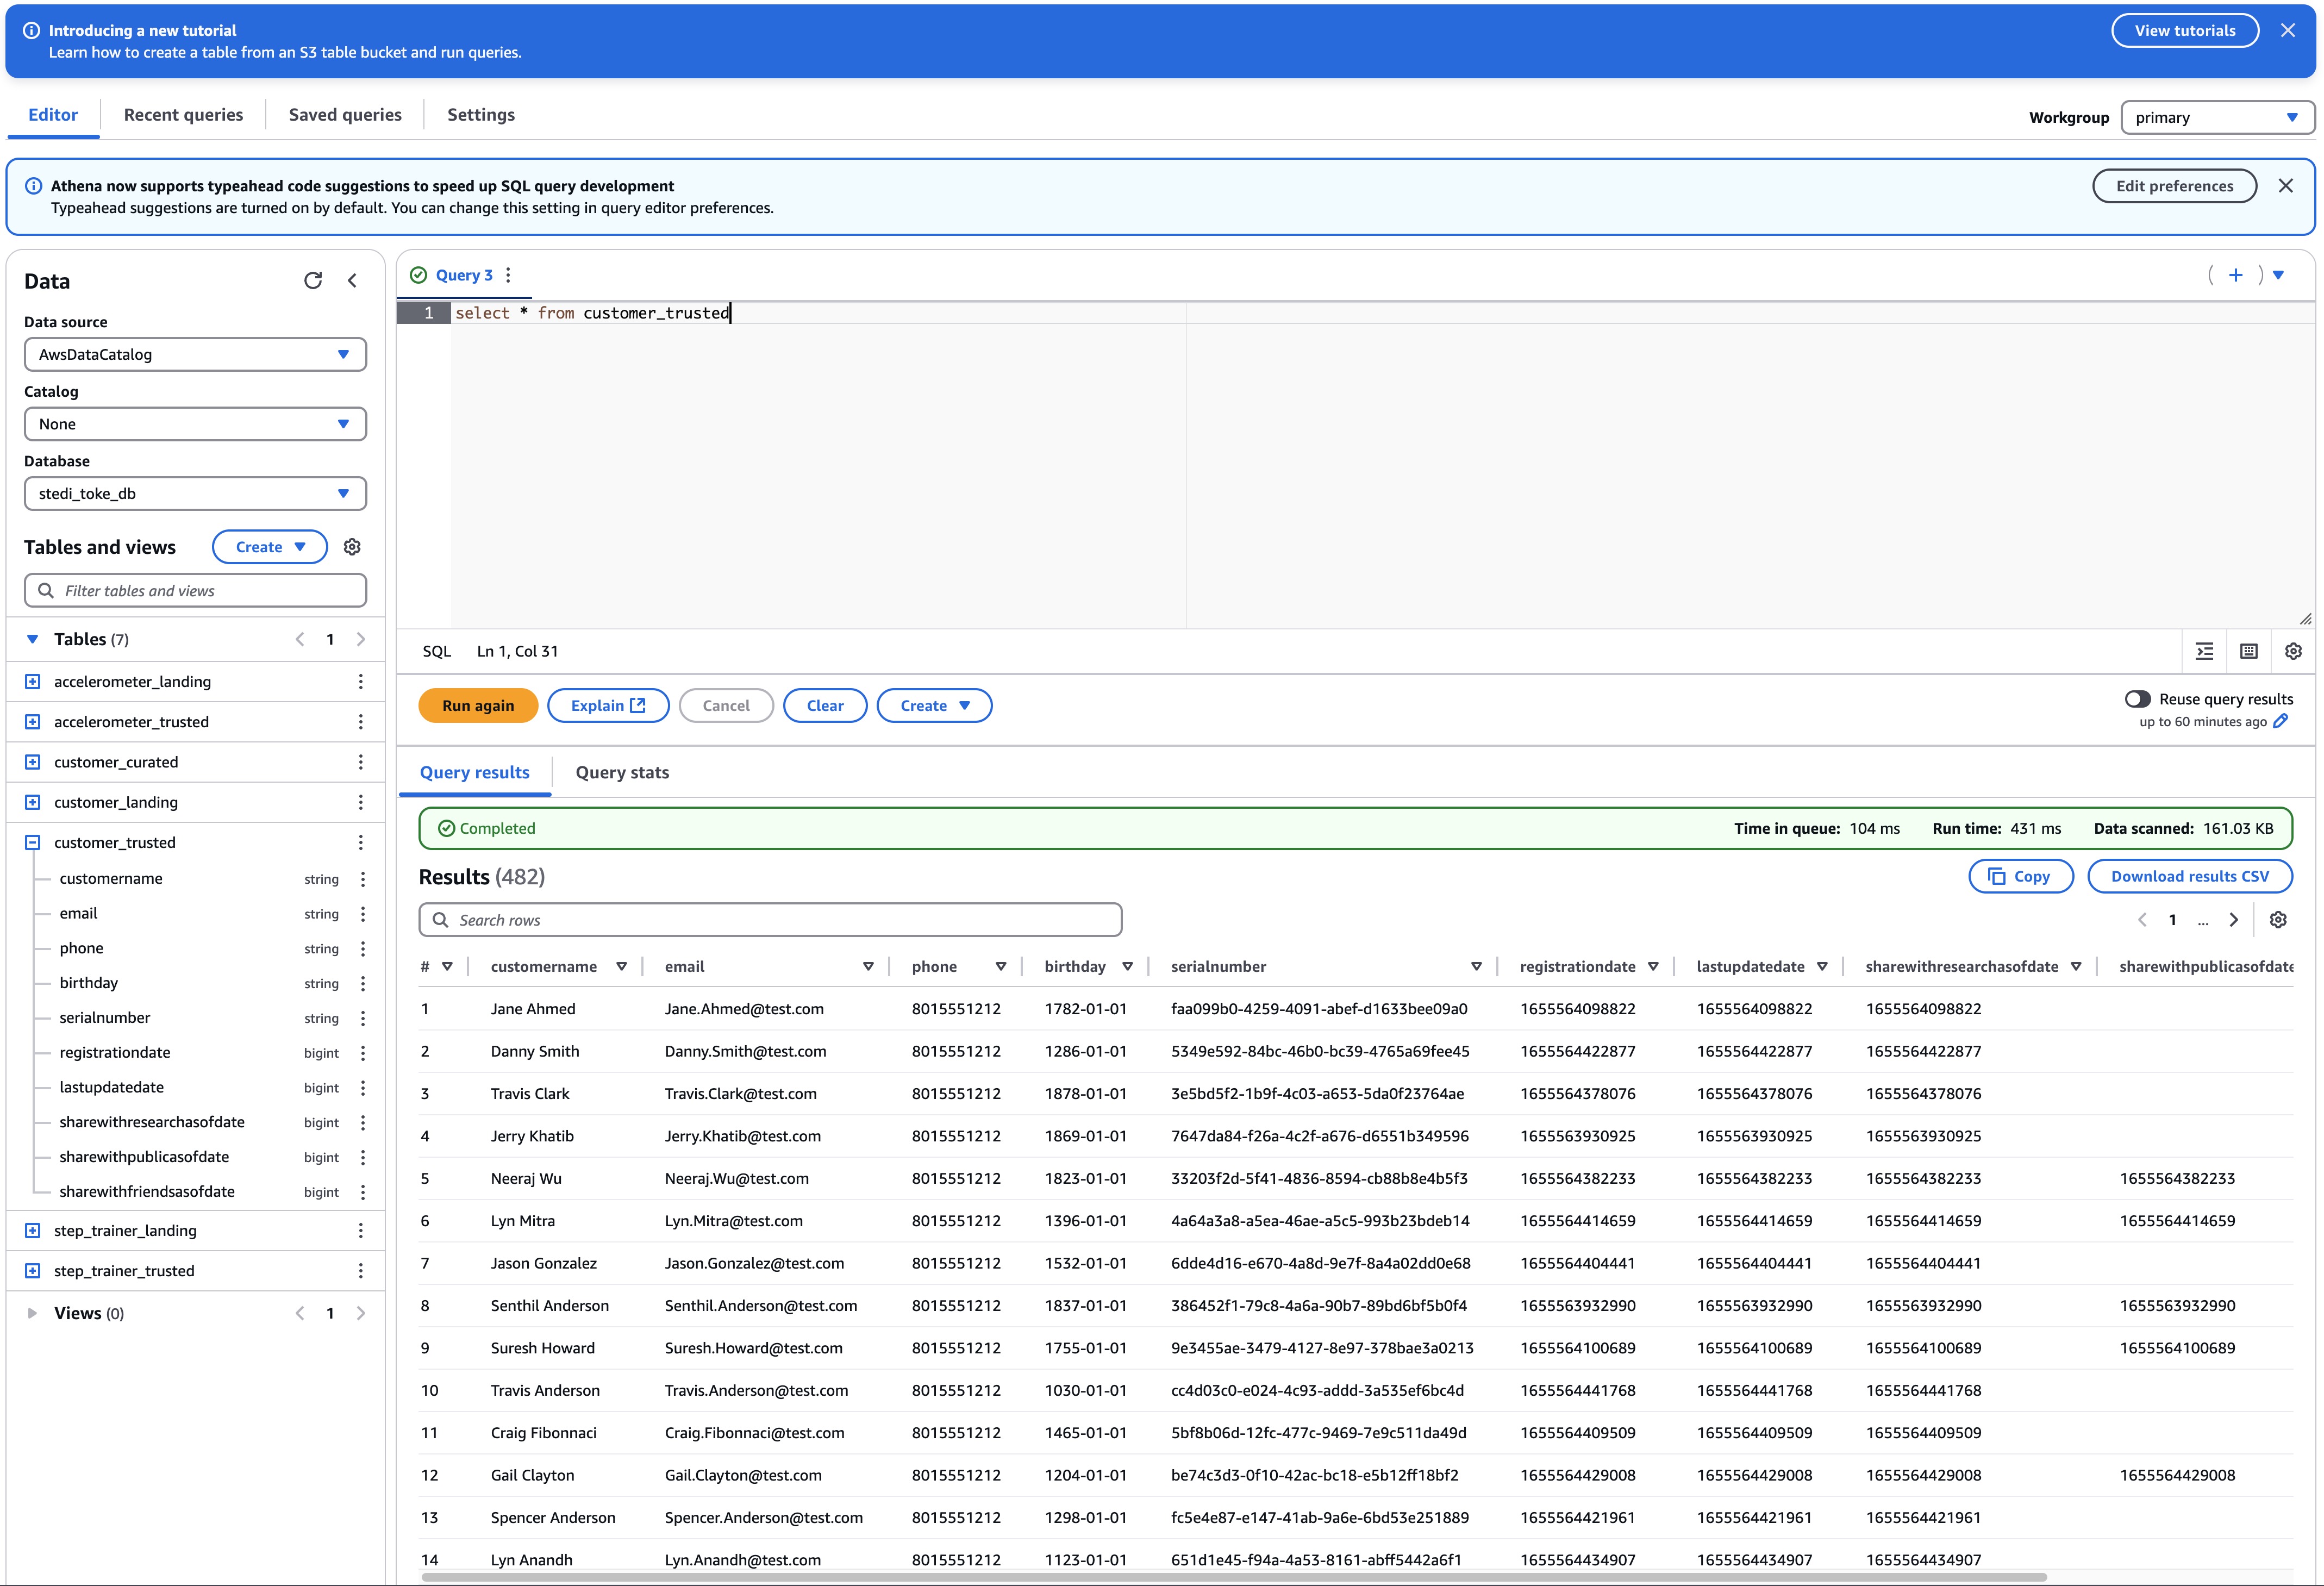 Introducing a new tutorial
Learn how to create a table from an S3 table bucket and run queries.
View tutorials
Editor Recent queries Saved queries Settings
Workgroup primary
Athena now supports typeahead code suggestions to speed up SQL query development
Typeahead suggestions are turned on by default. You can change this setting in query editor preferences.
Edit preferences
Data
Data source
AwsDataCatalog
Catalog
None
Database
stedi_toke_db
Tables and views Create
Filter tables and views
Tables (7) 1
accelerometer_landing
accelerometer_trusted
customer_curated
customer_landing
customer_trusted
customername string
email string
phone string
birthday string
serialnumber string
registrationdate bigint
lastupdatedate bigint
sharewithresearchasofdate bigint
sharewithpublicasofdate bigint
sharewithfriendsasofdate bigint
step_trainer_landing
step_trainer_trusted
Views (0) 1
Query 3
1 select * from customer_trusted
SQL Ln 1, Col 31
Run again Explain Cancel Clear Create
Reuse query results
up to 60 minutes ago
Query results Query stats
Completed Time in queue: 104 ms Run time: 431 ms Data scanned: 161.03 KB
Results (482) Copy Download results CSV
Search rows 1 ...
# customername email phone birthday serialnumber registrationdate lastupdatedate sharewithresearchasofdate sharewithpublicasofdate
1 Jane Ahmed Jane.Ahmed@test.com 8015551212 1782-01-01 faa099b0-4259-4091-abef-d1633bee09a0 1655564098822 1655564098822 1655564098822
2 Danny Smith Danny.Smith@test.com 8015551212 1286-01-01 5349e592-84bc-46b0-bc39-4765a69fee45 1655564422877 1655564422877 1655564422877
3 Travis Clark Travis.Clark@test.com 8015551212 1878-01-01 3e5bd5f2-1b9f-4c03-a653-5da0f23764ae 1655564378076 1655564378076 1655564378076
4 Jerry Khatib Jerry.Khatib@test.com 8015551212 1869-01-01 7647da84-f26a-4c2f-a676-d6551b349596 1655563930925 1655563930925 1655563930925
5 Neeraj Wu Neeraj.Wu@test.com 8015551212 1823-01-01 33203f2d-5f41-4836-8594-cb88b8e4b5f3 1655564382233 1655564382233 1655564382233 1655564382233
6 Lyn Mitra Lyn.Mitra@test.com 8015551212 1396-01-01 4a64a3a8-a5ea-46ae-a5c5-993b23bdeb14 1655564414659 1655564414659 1655564414659 1655564414659
7 Jason Gonzalez Jason.Gonzalez@test.com 8015551212 1532-01-01 6dde4d16-e670-4a8d-9e7f-8a4a02dd0e68 1655564404441 1655564404441 1655564404441
8 Senthil Anderson Senthil.Anderson@test.com 8015551212 1837-01-01 386452f1-79c8-4a6a-90b7-89bd6bf5b0f4 1655563932990 1655563932990 1655563932990 1655563932990
9 Suresh Howard Suresh.Howard@test.com 8015551212 1755-01-01 9e3455ae-3479-4127-8e97-378bae3a0213 1655564100689 1655564100689 1655564100689 1655564100689
10 Travis Anderson Travis.Anderson@test.com 8015551212 1030-01-01 cc4d03c0-e024-4c93-addd-3a535ef6bc4d 1655564441768 1655564441768 1655564441768
11 Craig Fibonnaci Craig.Fibonnaci@test.com 8015551212 1465-01-01 5bf8b06d-12fc-477c-9469-7e9c511da49d 1655564409509 1655564409509 1655564409509
12 Gail Clayton Gail.Clayton@test.com 8015551212 1204-01-01 be74c3d3-0f10-42ac-bc18-e5b12ff18bf2 1655564429008 1655564429008 1655564429008 1655564429008
13 Spencer Anderson Spencer.Anderson@test.com 8015551212 1298-01-01 fc5e4e87-e147-41ab-9a6e-6bd53e251889 1655564421961 1655564421961 1655564421961
14 Lyn Anandh Lyn.Anandh@test.com 8015551212 1123-01-01 651d1e45-f94a-4a53-8161-abff5442a6f1 1655564434907 1655564434907 1655564434907